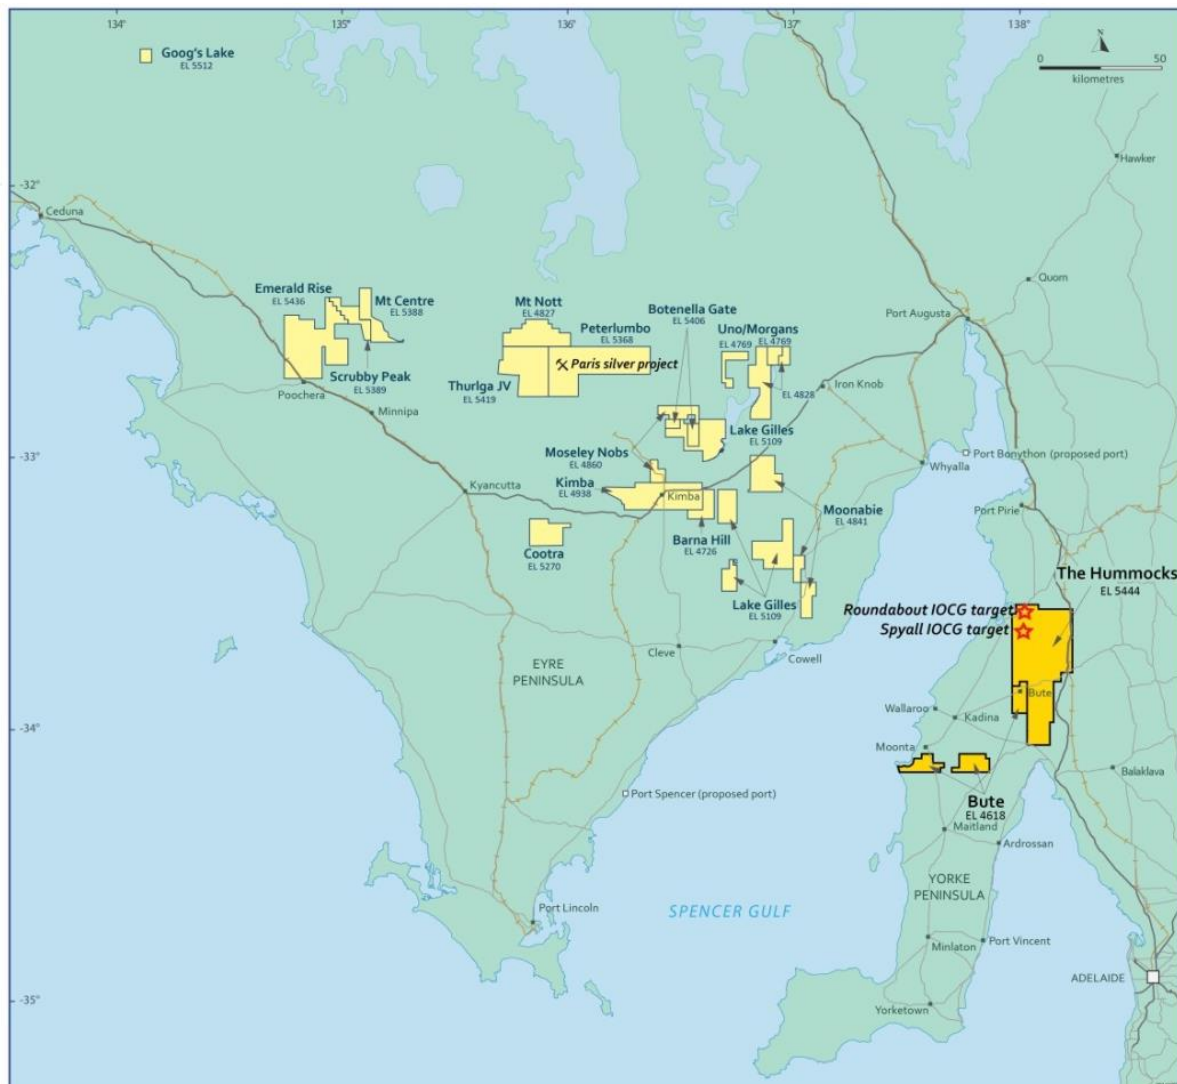 134°
135°
136°
137°
138°
N
0
50
kilometres
Goog's Lake
EL 5512
Hawker
-32°
Ceduna
Quorn
Emerald Rise
EL 5436
Mt Centre
EL 5388
Mt Nott
EL 4827
Botenella Gate
EL 5406
Port Augusta
Peterlumbo
EL 5368
Uno/Morgans
EL 4769
EL 4769
Paris silver project
Scrubby Peak
EL 5389
Thurlga JV
EL 5419
Iron Knob
EL 4828
Poochera
Minnipa
Lake Gilles
EL 5109
Moseley Nobs
EL 4860
-33°
Port Bonython (proposed port)
Whyalla
Kyancutta
Kimba
EL 4938
Kimba
Port Pirie
Moonabie
EL 4841
Barna Hill
EL 4726
Cootra
EL 5270
The Hummocks
EL 5444
Lake Gilles
EL 5109
Roundabout IOCG target
Spyall IOCG target
Cleve
Cowell
EYRE
PENINSULA
Bute
Wallaroo
Kadina
-34°
Moonta
Balaklava
Port Spencer (proposed port)
Bute
EL 4618
Maitland
Ardrossan
YORKE
PENINSULA
Port Lincoln
SPENCER GULF
Minlaton
Port Vincent
ADELAIDE
-35°
Yorketown